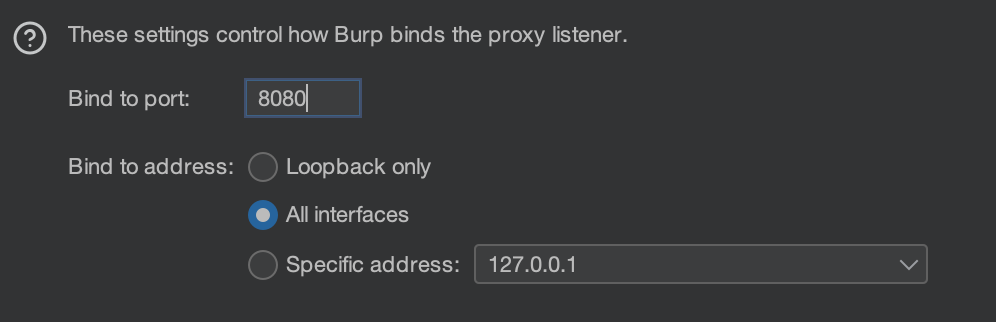 These settings control how Burp binds the proxy listener.
Bind to port: 8080
Bind to address: Loopback only
All interfaces
Specific address: 127.0.0.1